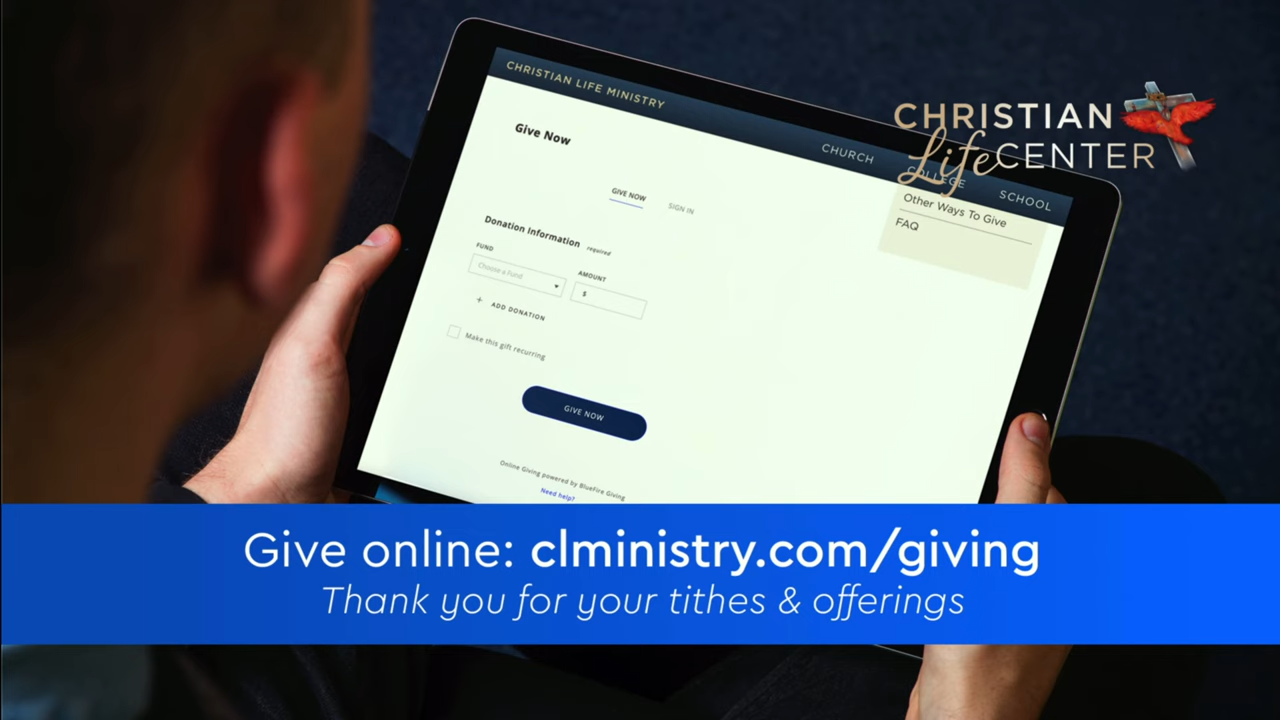 CHRISTIAN LIFE MINISTRY
CHURCH
COLLEGE
SCHOOL
CHRISTIAN
Life CENTER
Give Now
Other Ways To Give
FAQ
GIVE NOW
SIGN IN
Donation Information required
FUND
AMOUNT
Choose a Fund
$
+ ADD DONATION
Make this gift recurring
GIVE NOW
Online Giving powered by BlueFire Giving
Need help?
Give online: clministry.com/giving
Thank you for your tithes & offerings